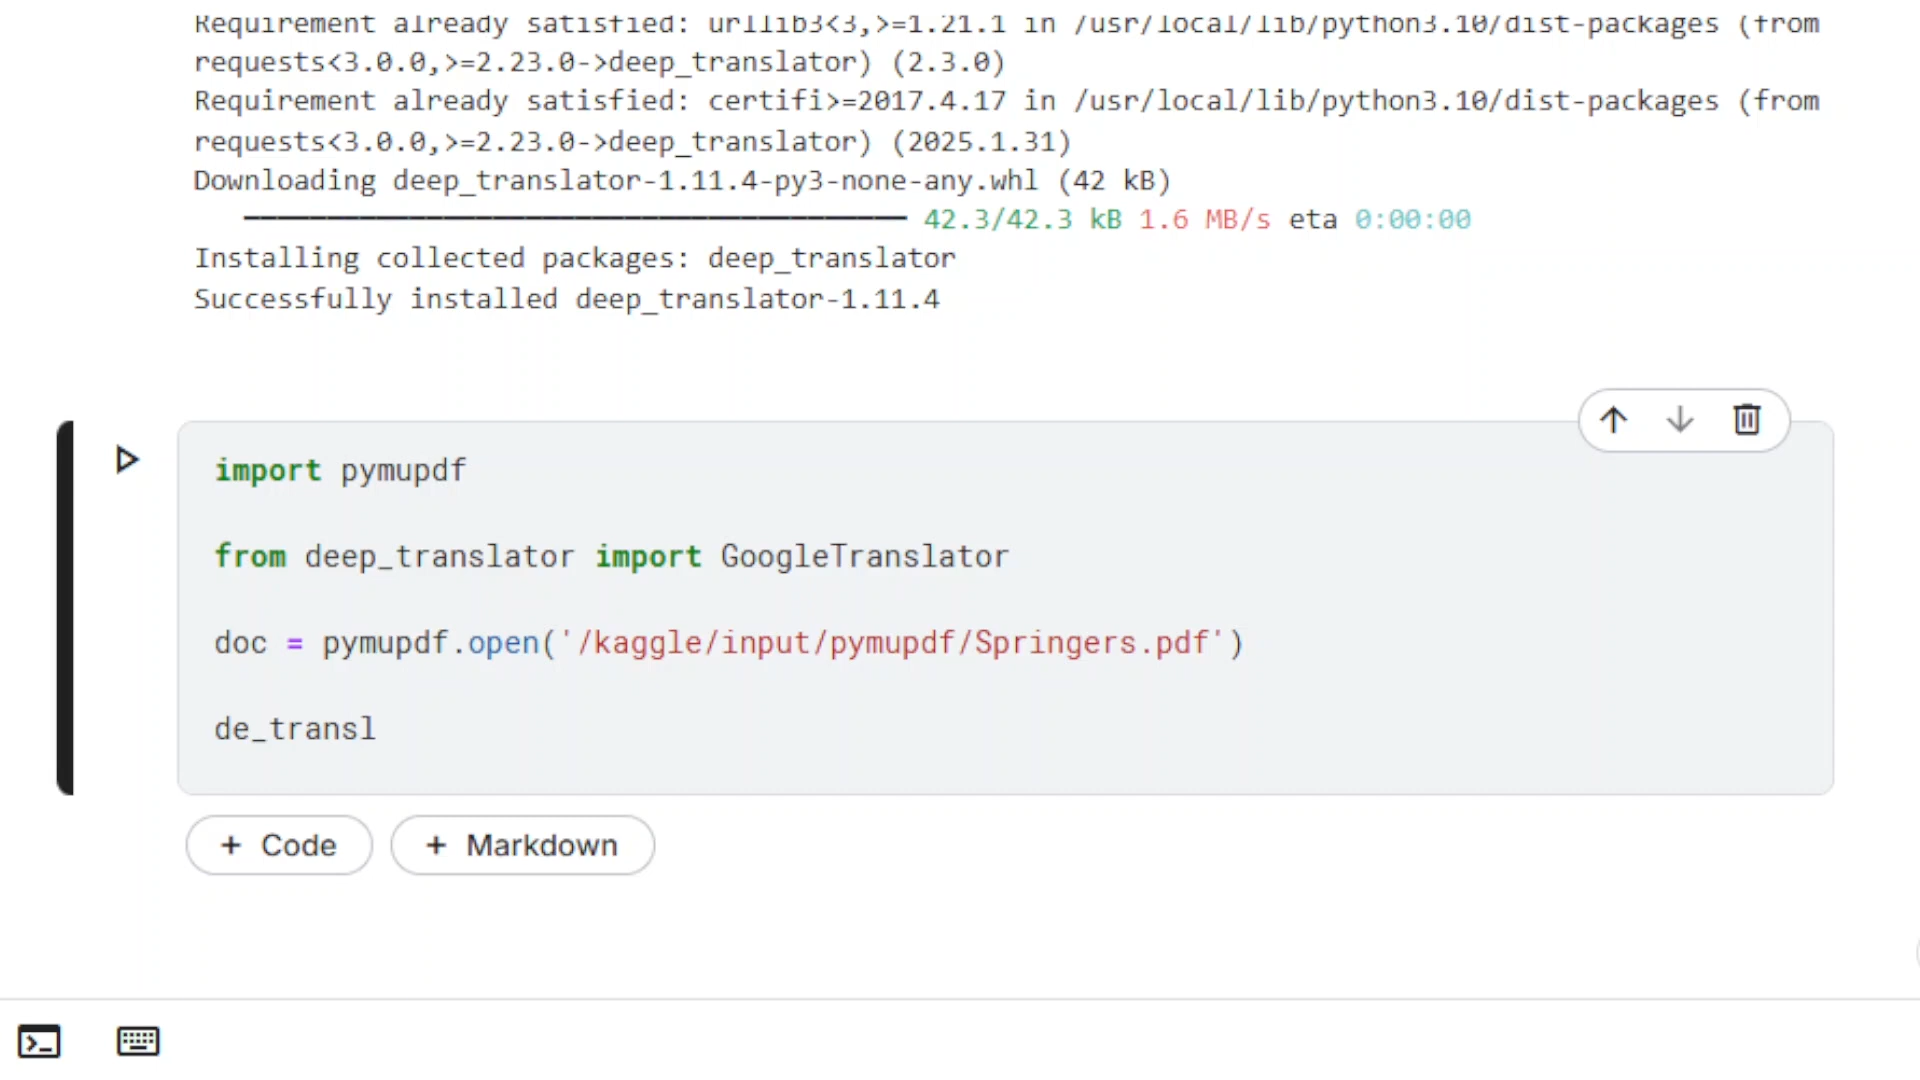 Requirement already satisfied: urllib3<3,>=1.21.1 in /usr/local/lib/python3.10/dist-packages (from
requests<3.0.0,>=2.23.0->deep_translator) (2.3.0)
Requirement already satisfied: certifi>=2017.4.17 in /usr/local/lib/python3.10/dist-packages (from
requests<3.0.0,>=2.23.0->deep_translator) (2025.1.31)
Downloading deep_translator-1.11.4-py3-none-any.whl (42 kB)
42.3/42.3 kB 1.6 MB/s eta 0:00:00
Installing collected packages: deep_translator
Successfully installed deep_translator-1.11.4
import pymupdf
from deep_translator import GoogleTranslator
doc = pymupdf.open('/kaggle/input/pymupdf/Springers.pdf')
de_transl
+ Code + Markdown